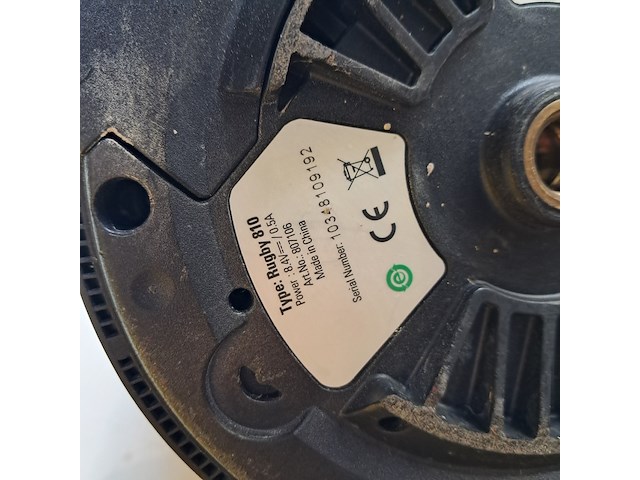 Type: Rugby 810
Power : 8.4V⎓ / 0.5A
Art.No.: 807106
Made in China
Serial Number: 10348109192
CE
e